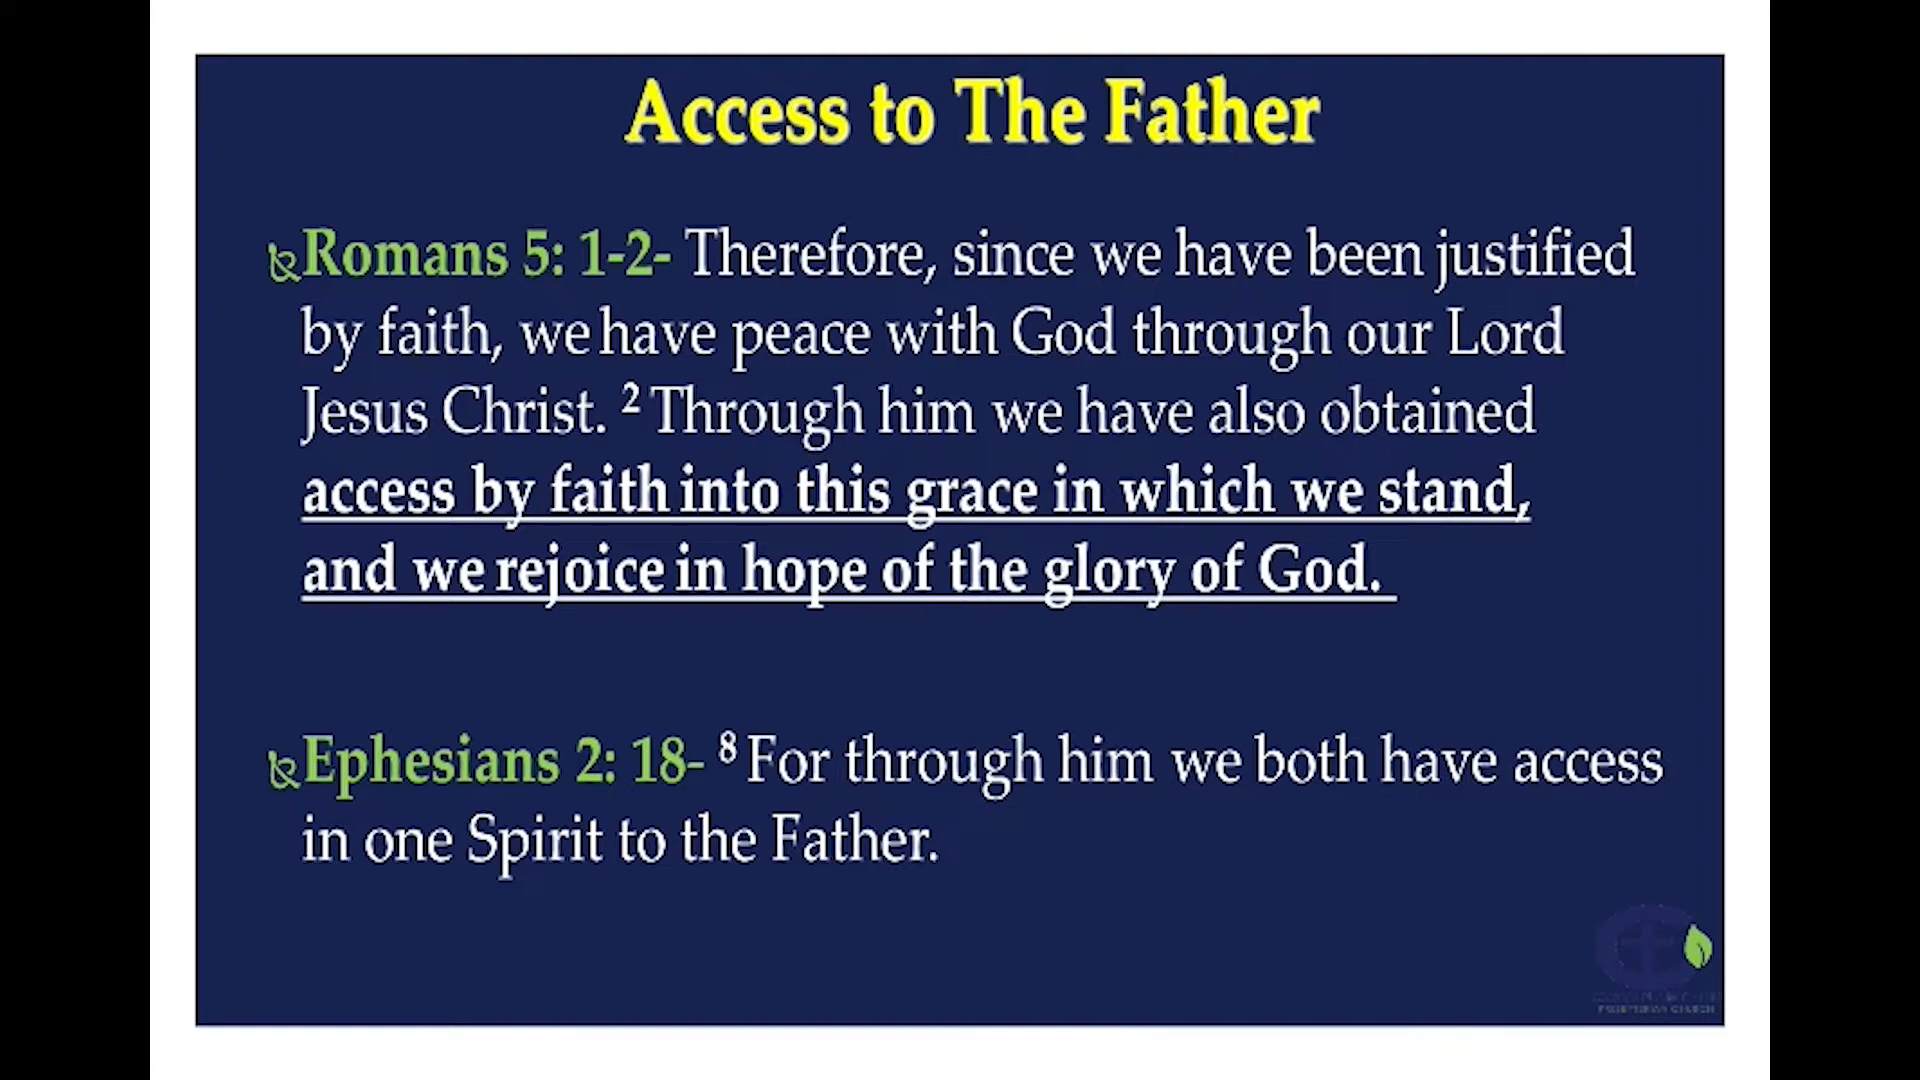 Access to The Father
Romans 5: 1-2- Therefore, since we have been justified
by faith, we have peace with God through our Lord
Jesus Christ. ² Through him we have also obtained
access by faith into this grace in which we stand,
and we rejoice in hope of the glory of God.
Ephesians 2: 18- ⁸ For through him we both have access
in one Spirit to the Father.
PRESBYTERIAN CHURCH